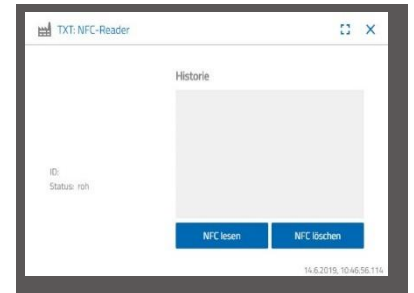 TXT: NFC-Reader
Historie
ID:
Status: roh
NFC lesen
NFC löschen
14.6.2019, 10:46:56.114